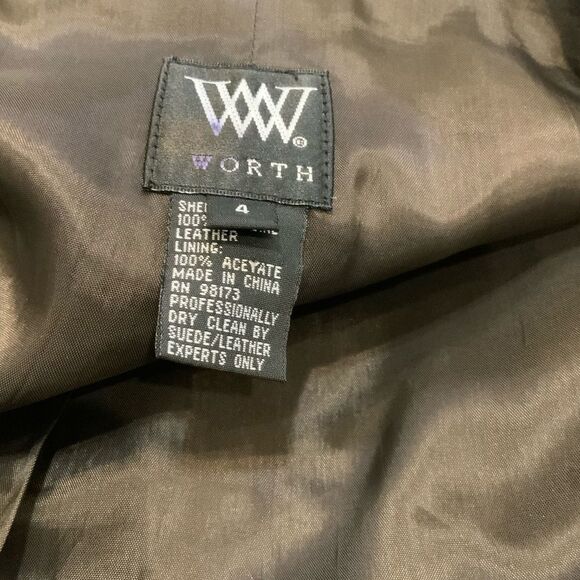 W
®
WORTH
4
100%
LEATHER
LINING:
100% ACEYATE
MADE IN CHINA
RN 98173
PROFESSIONALLY
DRY CLEAN BY
SUEDE/LEATHER
EXPERTS ONLY